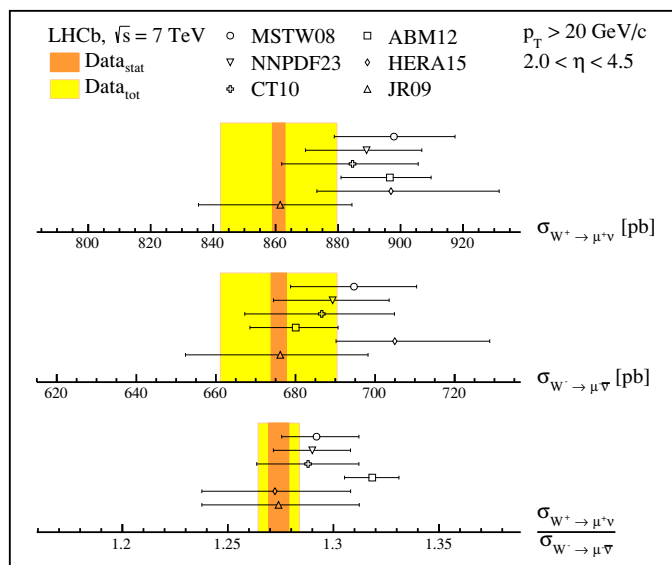 LHCb, √s = 7 TeV
Data_stat
Data_tot
MSTW08
NNPDF23
CT10
ABM12
HERA15
JR09
p_T > 20 GeV/c
2.0 < η < 4.5
800 820 840 860 880 900 920
σ_{W⁺ → μ⁺ν} [pb]
620 640 660 680 700 720
σ_{W⁻ → μ⁻ν̄} [pb]
1.2 1.25 1.3 1.35
σ_{W⁺ → μ⁺ν}
σ_{W⁻ → μ⁻ν̄}